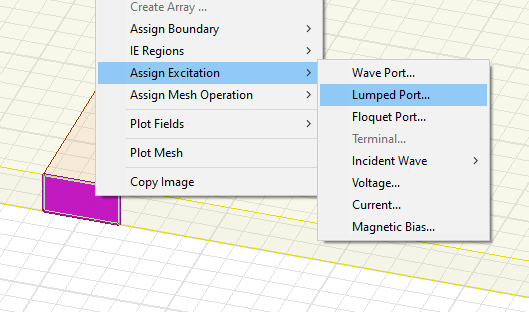 Create Array ...
Assign Boundary
IE Regions
Assign Excitation
Assign Mesh Operation
Plot Fields
Plot Mesh
Copy Image
Wave Port...
Lumped Port...
Floquet Port...
Terminal...
Incident Wave
Voltage...
Current...
Magnetic Bias...